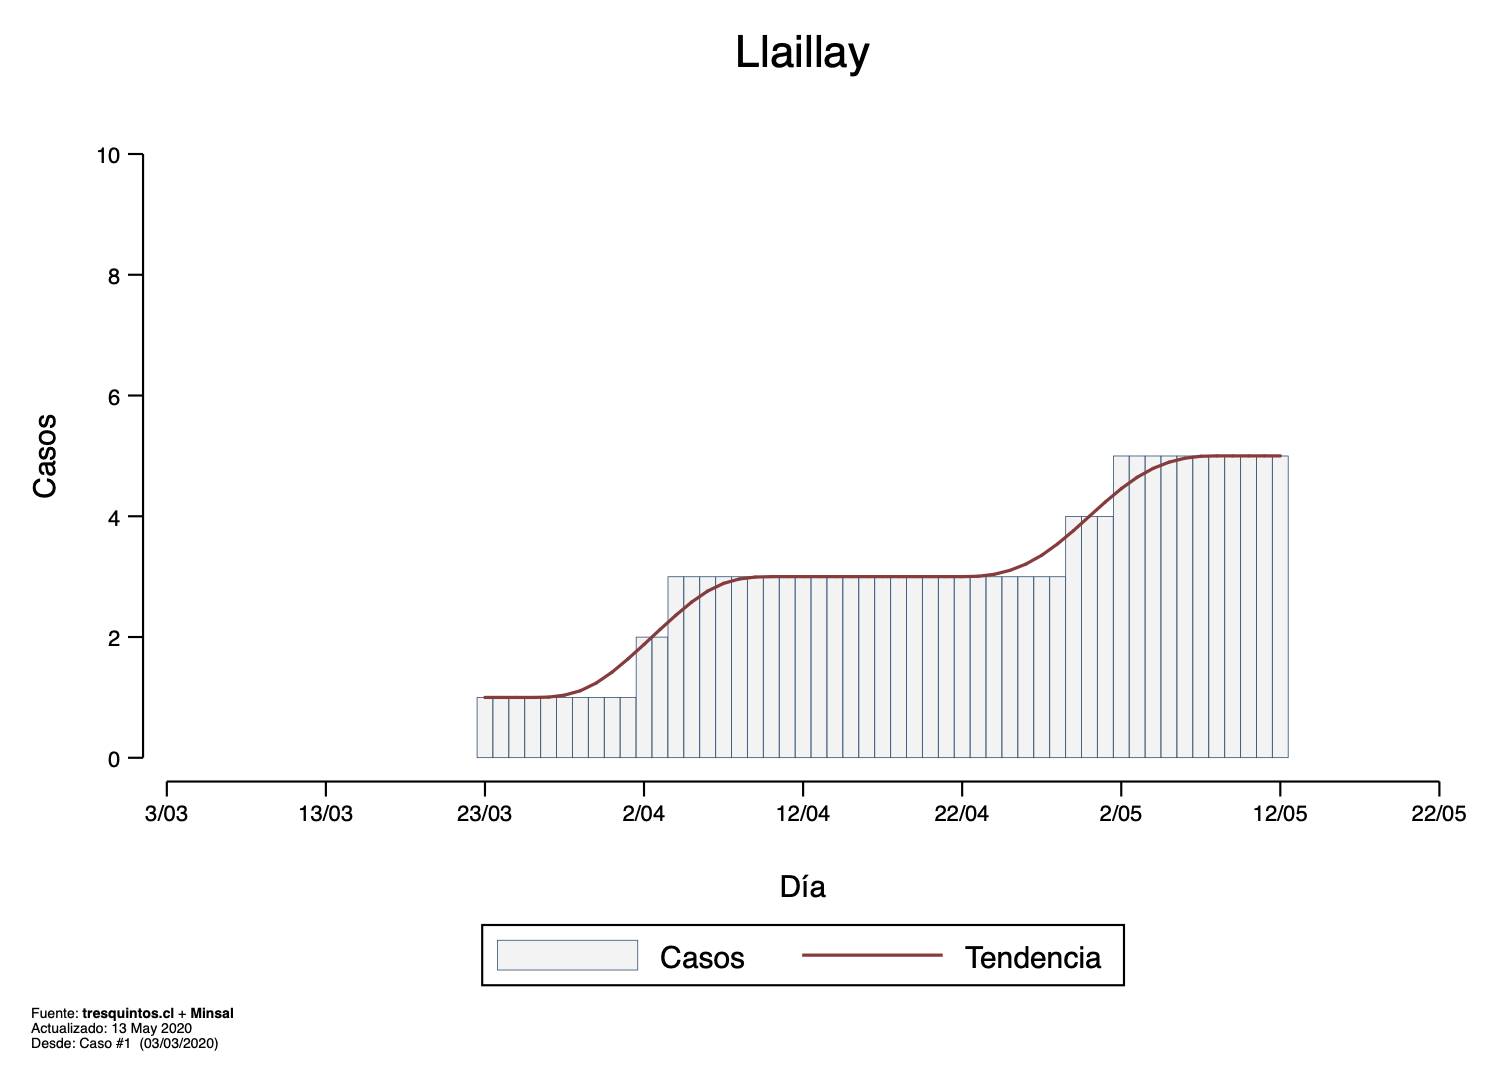 Llaillay
10
8
6
4
2
0
Casos
3/03 13/03 23/03 2/04 12/04 22/04 2/05 12/05 22/05
Día
Casos Tendencia
Fuente: tresquintos.cl + Minsal
Actualizado: 13 May 2020
Desde: Caso #1 (03/03/2020)